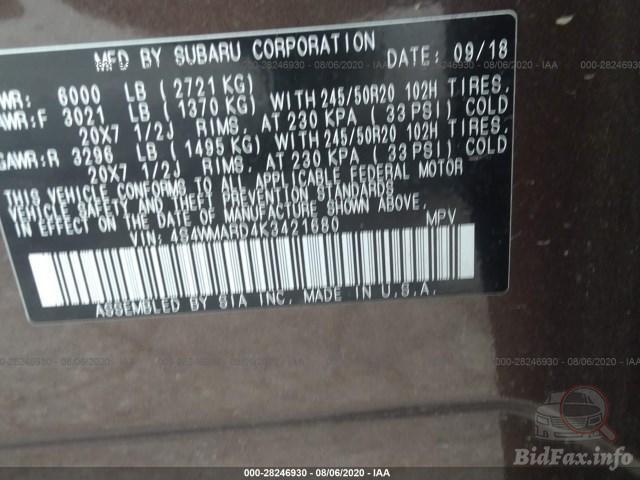 MFD BY SUBARU CORPORATION DATE: 09/18
WR: 6000 LB (2721 KG)
AWR:F 3021 LB (1370 KG) WITH 245/50R20 102H TIRES.
20X7 1/2J RIMS, AT 230 KPA (33 PSI) COLD
GAWR:R 3296 LB (1495 KG) WITH 245/50R20 102H TIRES.
20X7 1/2J RIMS, AT 230 KPA (33 PSI) COLD
THIS VEHICLE CONFORMS TO ALL APPLICABLE FEDERAL MOTOR
VEHICLE SAFETY AND THEFT PREVENTION STANDARDS
IN EFFECT ON THE DATE OF MANUFACTURE SHOWN ABOVE.
VIN: 4S4WMARD4K3421680 MPV
ASSEMBLED BY SIA INC. MADE IN U.S.A.
000-28246930 - 08/06/2020 - IAA
BidFax.info